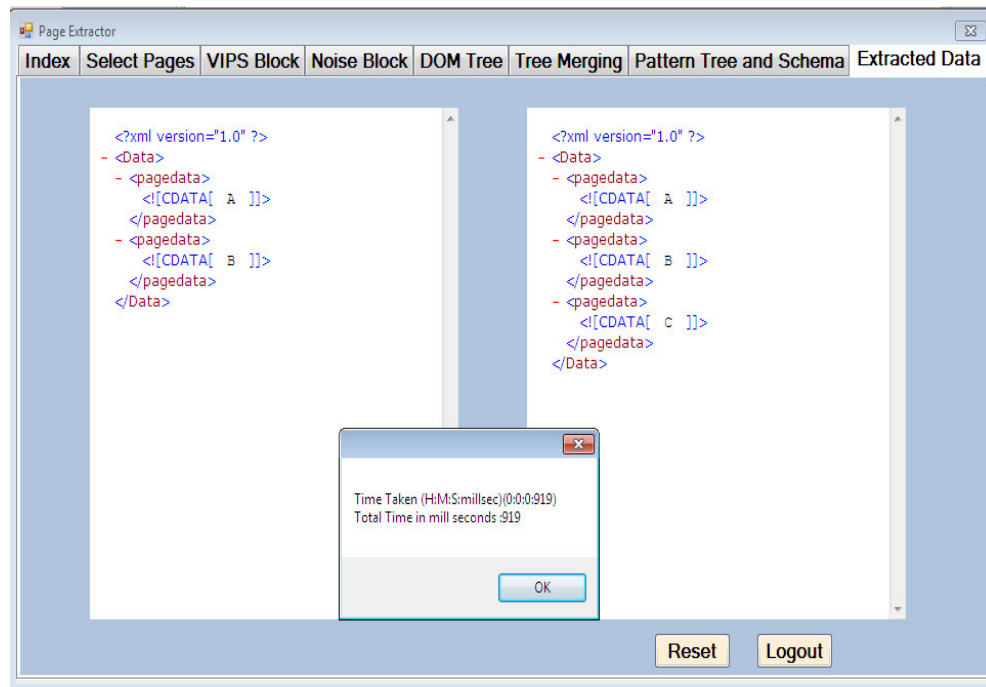 Page Extractor
Index Select Pages VIPS Block Noise Block DOM Tree Tree Merging Pattern Tree and Schema Extracted Data
<?xml version="1.0" ?>
- <Data>
- <pagedata>
<![CDATA[ A ]]>
</pagedata>
- <pagedata>
<![CDATA[ B ]]>
</pagedata>
</Data>
<?xml version="1.0" ?>
- <Data>
- <pagedata>
<![CDATA[ A ]]>
</pagedata>
- <pagedata>
<![CDATA[ B ]]>
</pagedata>
- <pagedata>
<![CDATA[ C ]]>
</pagedata>
</Data>
Time Taken (H:M:S:millsec)(0:0:0:919)
Total Time in mill seconds :919
OK
Reset Logout